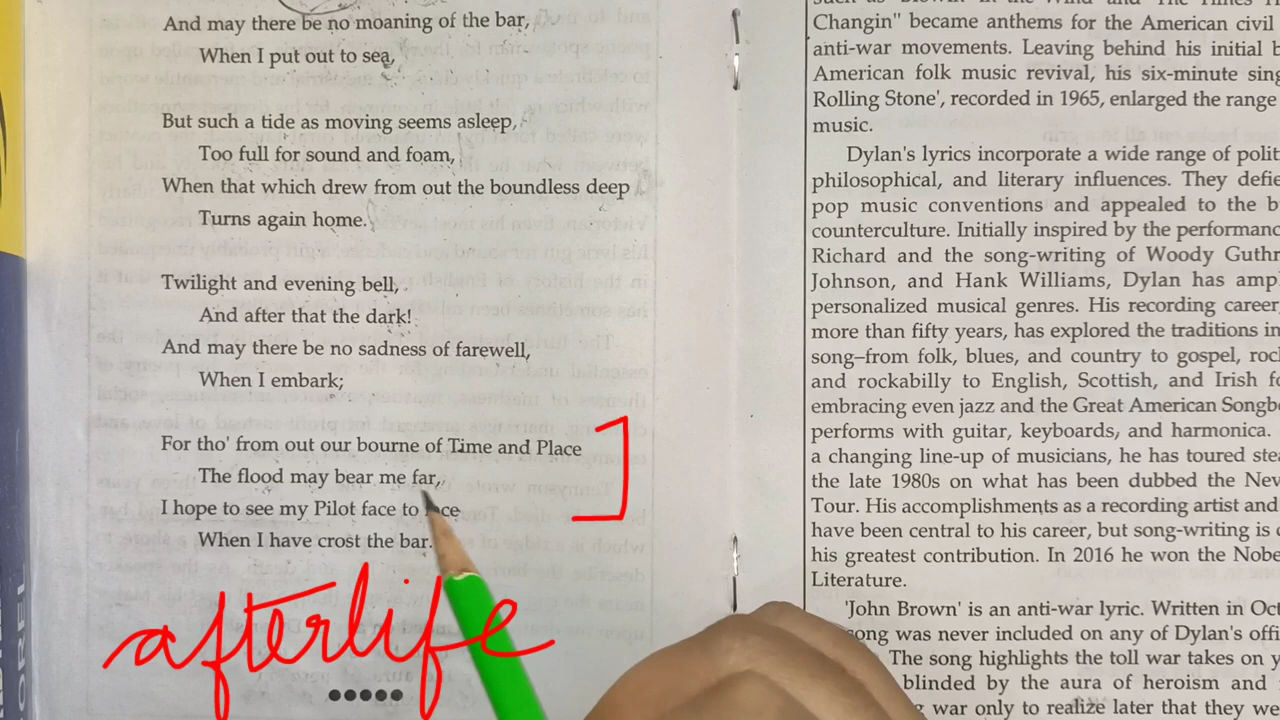 And may there be no moaning of the bar,
When I put out to sea,
But such a tide as moving seems asleep,
Too full for sound and foam,
When that which drew from out the boundless deep
Turns again home.
Twilight and evening bell,
And after that the dark!
And may there be no sadness of farewell,
When I embark;
For tho' from out our bourne of Time and Place
The flood may bear me far,
I hope to see my Pilot face to
When I have crost the bar.
afterlife
Changin" became anthems for the American civil
anti-war movements. Leaving behind his initial
American folk music revival, his six-minute
Rolling Stone', recorded in 1965, enlarged the range
music.
Dylan's lyrics incorporate a wide range of
philosophical, and literary influences. They
pop music conventions and appealed to the
counterculture. Initially inspired by the
Richard and the song-writing of Woody
Johnson, and Hank Williams, Dylan has
personalized musical genres. His recording career,
more than fifty years, has explored the traditions in
song–from folk, blues, and country to gospel,
and rockabilly to English, Scottish, and Irish
embracing even jazz and the Great American
performs with guitar, keyboards, and harmonica.
a changing line-up of musicians, he has toured
the late 1980s on what has been dubbed the
Tour. His accomplishments as a recording artist and
have been central to his career, but song-writing is
his greatest contribution. In 2016 he won the
Literature.
'John Brown' is an anti-war lyric. Written in
song was never included on any of Dylan's
The song highlights the toll war takes on
blinded by the aura of heroism and
war only to realize later that they